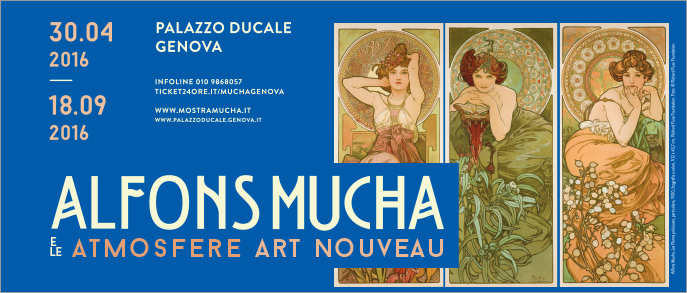 30.04
2016
18.09
2016
PALAZZO DUCALE
GENOVA
INFOLINE 010 9868057
TICKET24ORE.IT/MUCHAGENOVA
WWW.MOSTRAMUCHA.IT
WWW.PALAZZODUCALE.GENOVA.IT
ALFONS MUCHA
E LE ATMOSFERE ART NOUVEAU